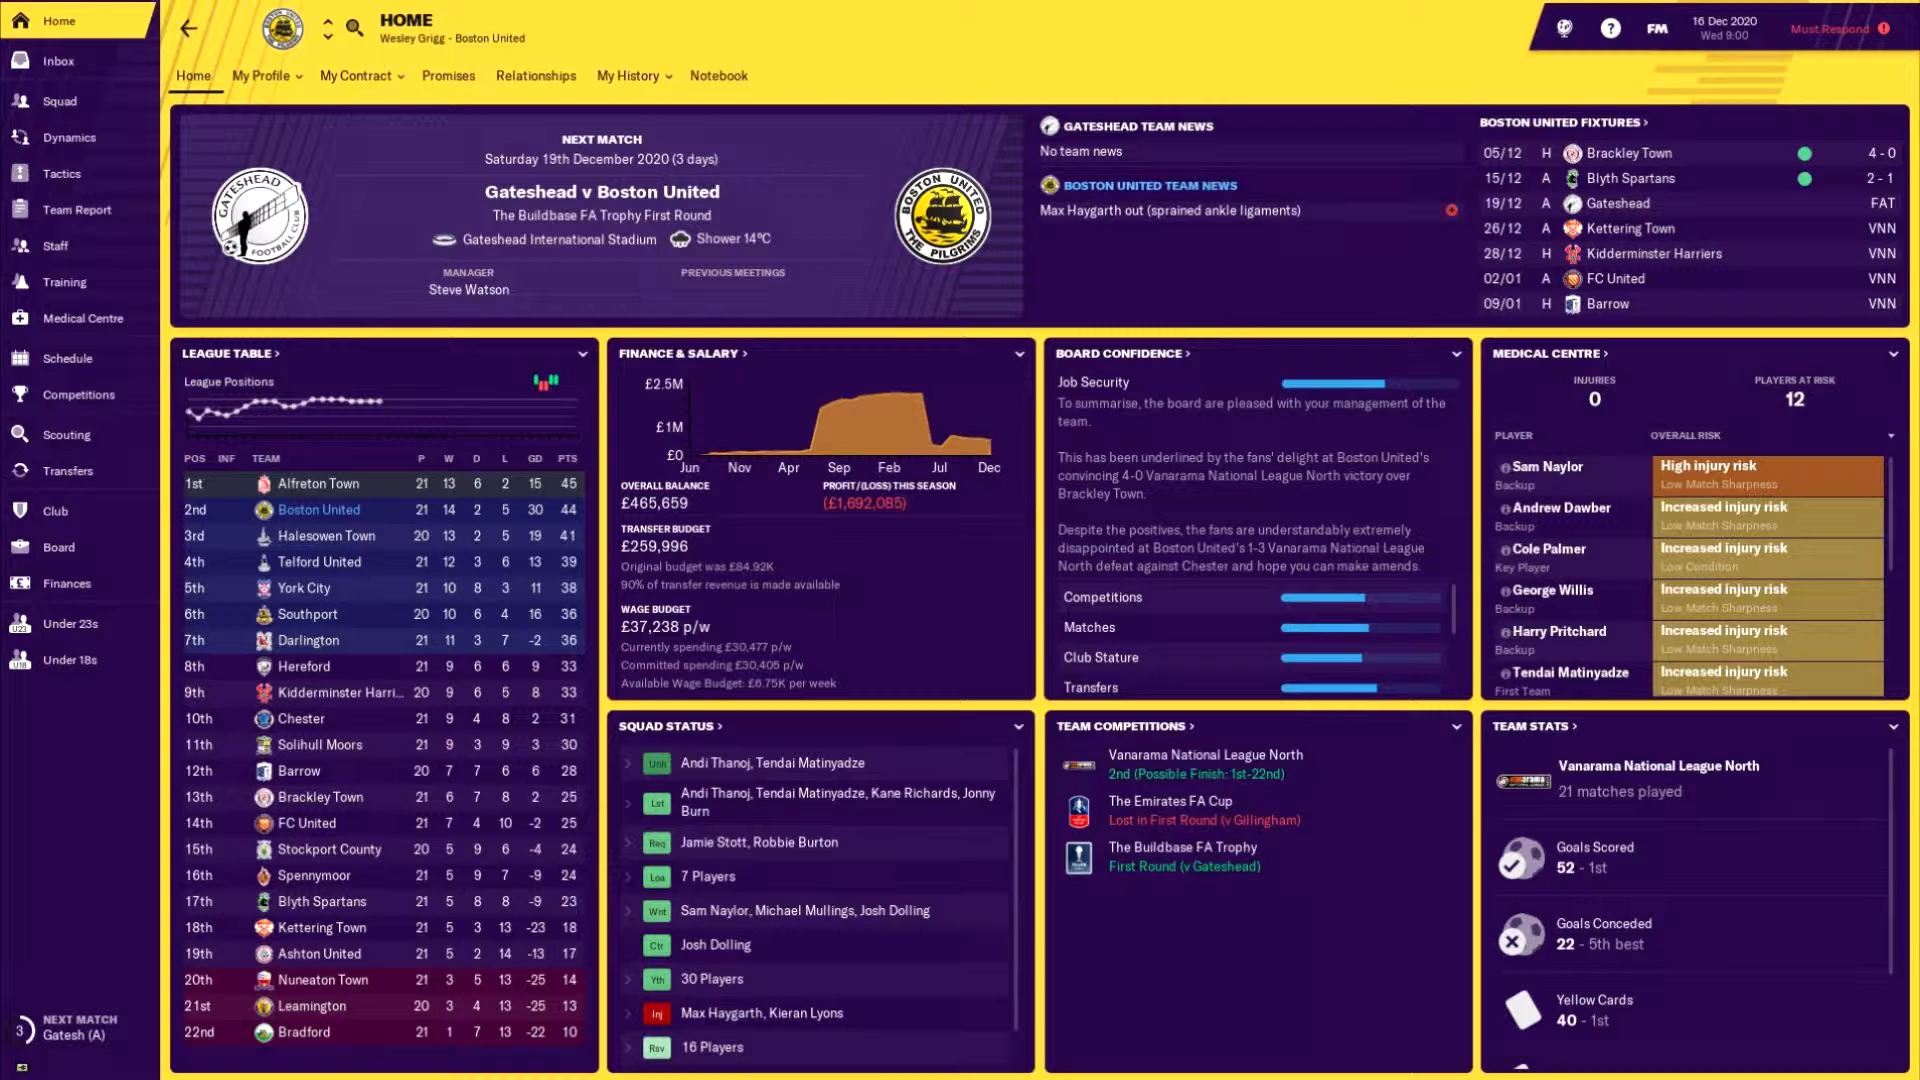 Home
Inbox
Squad
Dynamics
Tactics
Team Report
Staff
Training
Medical Centre
Schedule
Competitions
Scouting
Transfers
Club
Board
Finances
U23 Under 23s
U18 Under 18s
3 NEXT MATCH
Gatesh (A)
HOME
Wesley Grigg - Boston United
? FM 16 Dec 2020
Wed 9:00
Must Respond
Home My Profile My Contract Promises Relationships My History Notebook
NEXT MATCH
Saturday 19th December 2020 (3 days)
Gateshead v Boston United
The Buildbase FA Trophy First Round
Gateshead International Stadium Shower 14°C
MANAGER PREVIOUS MEETINGS
Steve Watson
GATESHEAD FOOTBALL CLUB
BOSTON UNITED THE PILGRIMS
GATESHEAD TEAM NEWS
No team news
BOSTON UNITED TEAM NEWS
Max Haygarth out (sprained ankle ligaments)
BOSTON UNITED FIXTURES >
05/12 H Brackley Town 4 - 0
15/12 A Blyth Spartans 2 - 1
19/12 A Gateshead FAT
26/12 A Kettering Town VNN
28/12 H Kidderminster Harriers VNN
02/01 A FC United VNN
09/01 H Barrow VNN
LEAGUE TABLE >
League Positions
POS INF TEAM P W D L GD PTS
1st Alfreton Town 21 13 6 2 15 45
2nd Boston United 21 14 2 5 30 44
3rd Halesowen Town 20 13 2 5 19 41
4th Telford United 21 12 3 6 13 39
5th York City 21 10 8 3 11 38
6th Southport 20 10 6 4 16 36
7th Darlington 21 11 3 7 -2 36
8th Hereford 21 9 6 6 9 33
9th Kidderminster Harri... 20 9 6 5 8 33
10th Chester 21 9 4 8 2 31
11th Solihull Moors 21 9 3 9 3 30
12th Barrow 20 7 7 6 6 28
13th Brackley Town 21 6 7 8 2 25
14th FC United 21 7 4 10 -2 25
15th Stockport County 20 5 9 6 -4 24
16th Spennymoor 21 5 9 7 -9 24
17th Blyth Spartans 21 5 8 8 -9 23
18th Kettering Town 21 5 3 13 -23 18
19th Ashton United 21 5 2 14 -13 17
20th Nuneaton Town 21 3 5 13 -25 14
21st Leamington 20 3 4 13 -25 13
22nd Bradford 21 1 7 13 -22 10
FINANCE & SALARY >
£2.5M
£1M
£0
Jun Nov Apr Sep Feb Jul Dec
OVERALL BALANCE PROFIT/(LOSS) THIS SEASON
£465,659 (£1,692,085)
TRANSFER BUDGET
£259,996
Original budget was £84.92K
90% of transfer revenue is made available
WAGE BUDGET
£37,238 p/w
Currently spending £30,477 p/w
Committed spending £30,405 p/w
Available Wage Budget: £6.75K per week
BOARD CONFIDENCE >
Job Security
To summarise, the board are pleased with your management of the
team.
This has been underlined by the fans' delight at Boston United's
convincing 4-0 Vanarama National League North victory over
Brackley Town.
Despite the positives, the fans are understandably extremely
disappointed at Boston United's 1-3 Vanarama National League
North defeat against Chester and hope you can make amends.
Competitions
Matches
Club Stature
Transfers
MEDICAL CENTRE >
INJURIES PLAYERS AT RISK
0 12
PLAYER OVERALL RISK
Sam Naylor High injury risk
Backup Low Match Sharpness
Andrew Dawber Increased injury risk
Backup Low Match Sharpness
Cole Palmer Increased injury risk
Key Player Low Condition
George Willis Increased injury risk
Backup Low Match Sharpness
Harry Pritchard Increased injury risk
Backup Low Match Sharpness
Tendai Matinyadze Increased injury risk
First Team Low Match Sharpness
SQUAD STATUS >
Unh Andi Thanoj, Tendai Matinyadze
Lst Andi Thanoj, Tendai Matinyadze, Kane Richards, Jonny
Burn
Req Jamie Stott, Robbie Burton
Loa 7 Players
Wnt Sam Naylor, Michael Mullings, Josh Dolling
Ctr Josh Dolling
Yth 30 Players
Inj Max Haygarth, Kieran Lyons
Rsv 16 Players
TEAM COMPETITIONS >
Vanarama National League North
2nd (Possible Finish: 1st-22nd)
The Emirates FA Cup
Lost in First Round (v Gillingham)
The Buildbase FA Trophy
First Round (v Gateshead)
TEAM STATS >
Vanarama National League North
21 matches played
Goals Scored
52 - 1st
Goals Conceded
22 - 5th best
Yellow Cards
40 - 1st